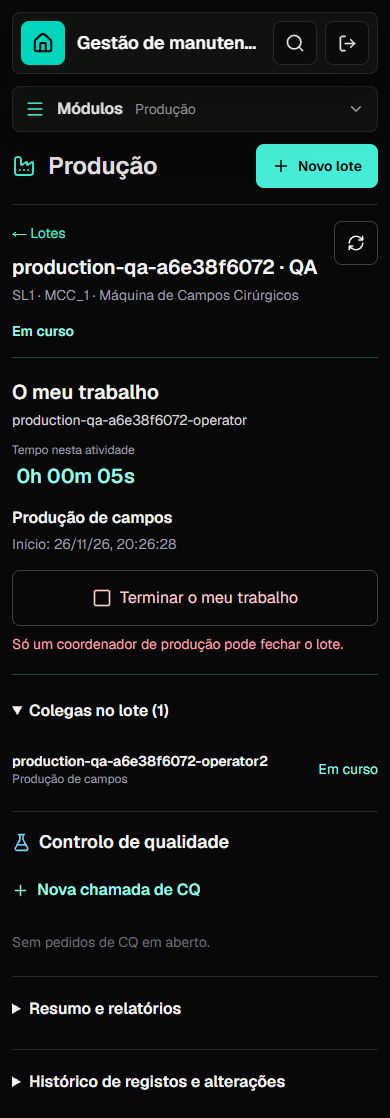 Gestão de manuten...
Módulos Produção
Produção
Novo lote
← Lotes
production-qa-a6e38f6072 · QA
SL1 · MCC_1 · Máquina de Campos Cirúrgicos
Em curso
O meu trabalho
production-qa-a6e38f6072-operator
Tempo nesta atividade
0h 00m 05s
Produção de campos
Início: 26/11/26, 20:26:28
Terminar o meu trabalho
Só um coordenador de produção pode fechar o lote.
Colegas no lote (1)
production-qa-a6e38f6072-operator2
Em curso
Produção de campos
Controlo de qualidade
Nova chamada de CQ
Sem pedidos de CQ em aberto.
Resumo e relatórios
Histórico de registos e alterações